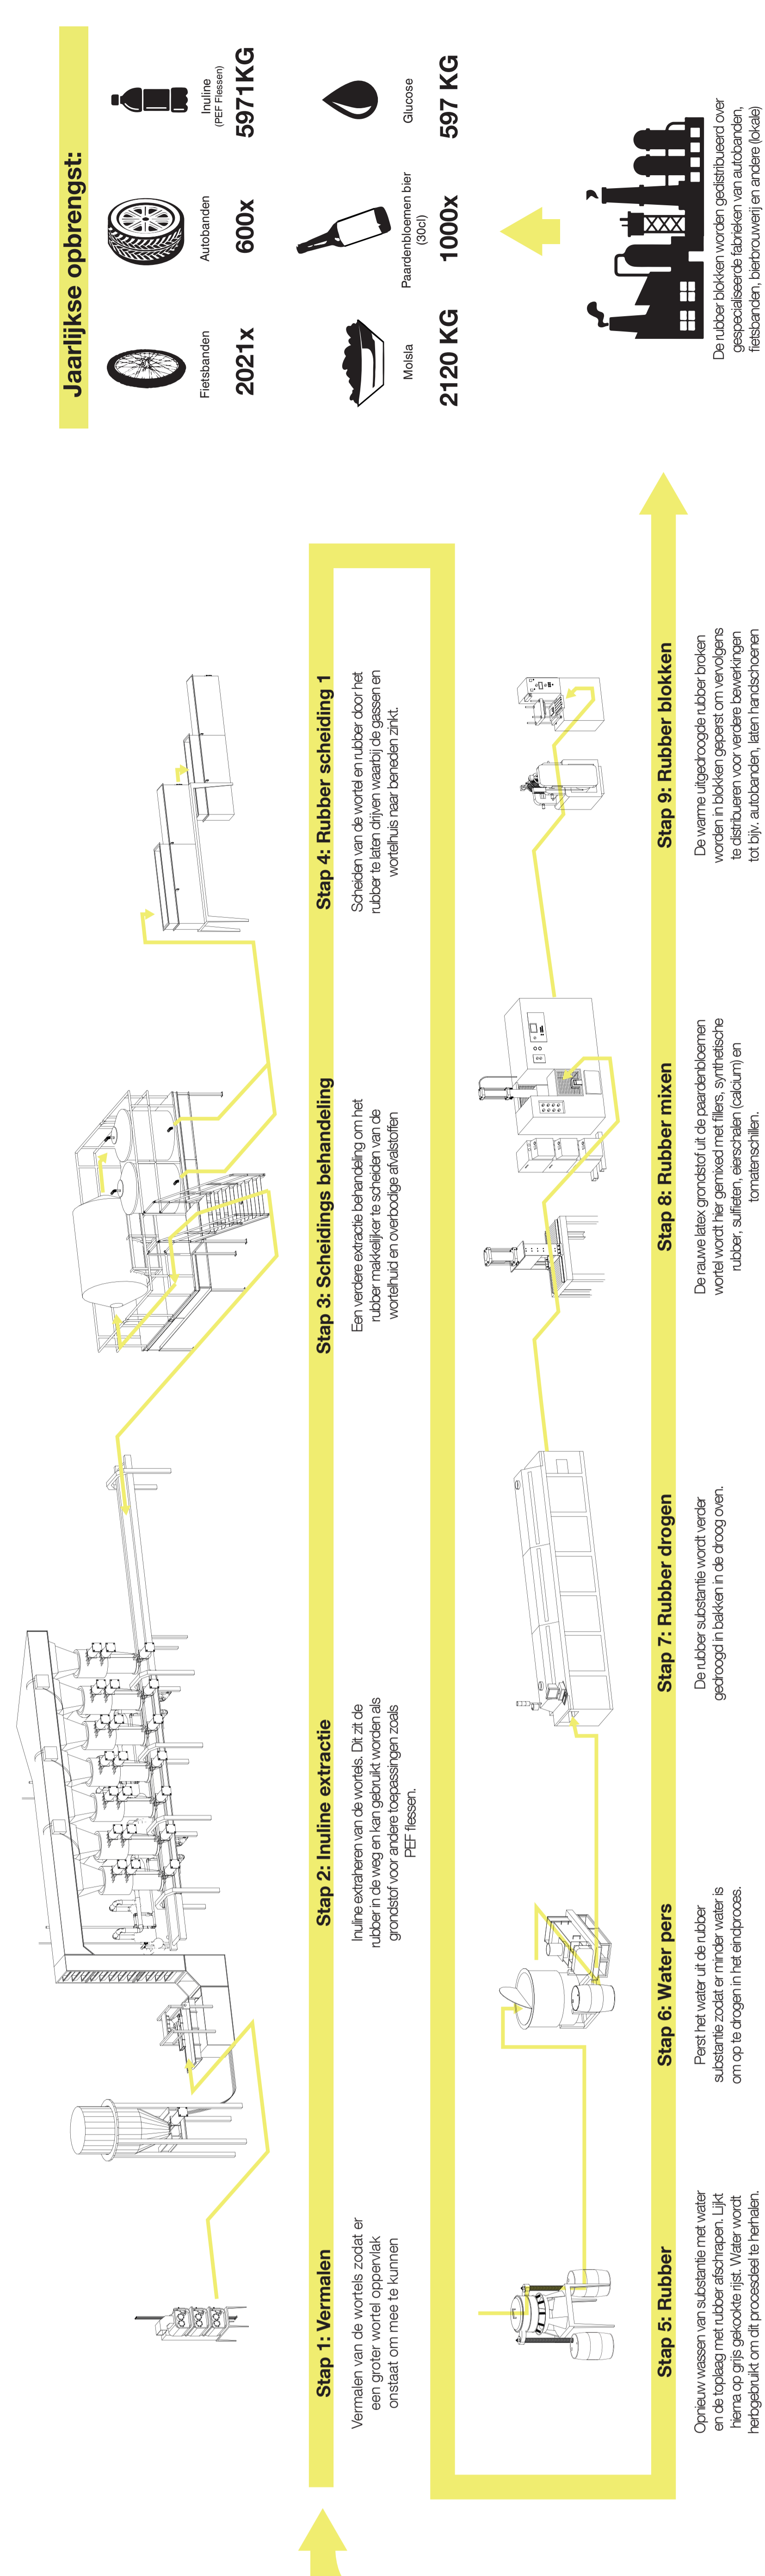 Stap 1: Vermalen
Vermalen van de wortels zodat er
een groter wortel oppervlak
onstaat om mee te kunnen
Stap 2: Inuline extractie
Inuline extraheren van de wortels. Dit zit de
rubber in de weg en kan gebruikt worden als
grondstof voor andere toepassingen zoals
PEF flessen.
Stap 3: Scheidings behandeling
Een verdere extractie behandeling om het
rubber makkelijker te scheiden van de
wortelhuid en overbodige afvalstoffen
Stap 4: Rubber scheiding 1
Scheiden van de wortel en rubber door het
rubber te laten drijven waarbij de gassen en
wortelhuis naar beneden zinkt.
Stap 5: Rubber
Opnieuw wassen van substantie met water
en de toplaag met rubber afschrapen. Lijkt
hierna op grijs gekookte rijst. Water wordt
herbgebruikt om dit procesdeel te herhalen.
Stap 6: Water pers
Perst het water uit de rubber
substantie zodat er minder water is
om op te drogen in het eindproces.
Stap 7: Rubber drogen
De rubber substantie wordt verder
gedroogd in bakken in de droog oven.
Stap 8: Rubber mixen
De rauwe latex grondstof uit de paardenbloemen
wortel wordt hier gemixed met fillers, synthetische
rubber, sulfieten, eierschalen (calcium) en
tomatenschillen.
Stap 9: Rubber blokken
De warme uitgedroogde rubber broken
worden in blokken geperst om vervolgens
te distribueren voor verdere bewerkingen
tot bijv. autobanden, laten handschoenen
Jaarlijkse opbrengst:
Fietsbanden
2021x
Autobanden
600x
Inuline
(PEF Flessen)
5971KG
Molsla
2120 KG
Paardenbloemen bier
(30cl)
1000x
Glucose
597 KG
De rubber blokken worden gedistribueerd over
gespecialiseerde fabrieken van autobanden,
fietsbanden, bierbrouwerij en andere (lokale)